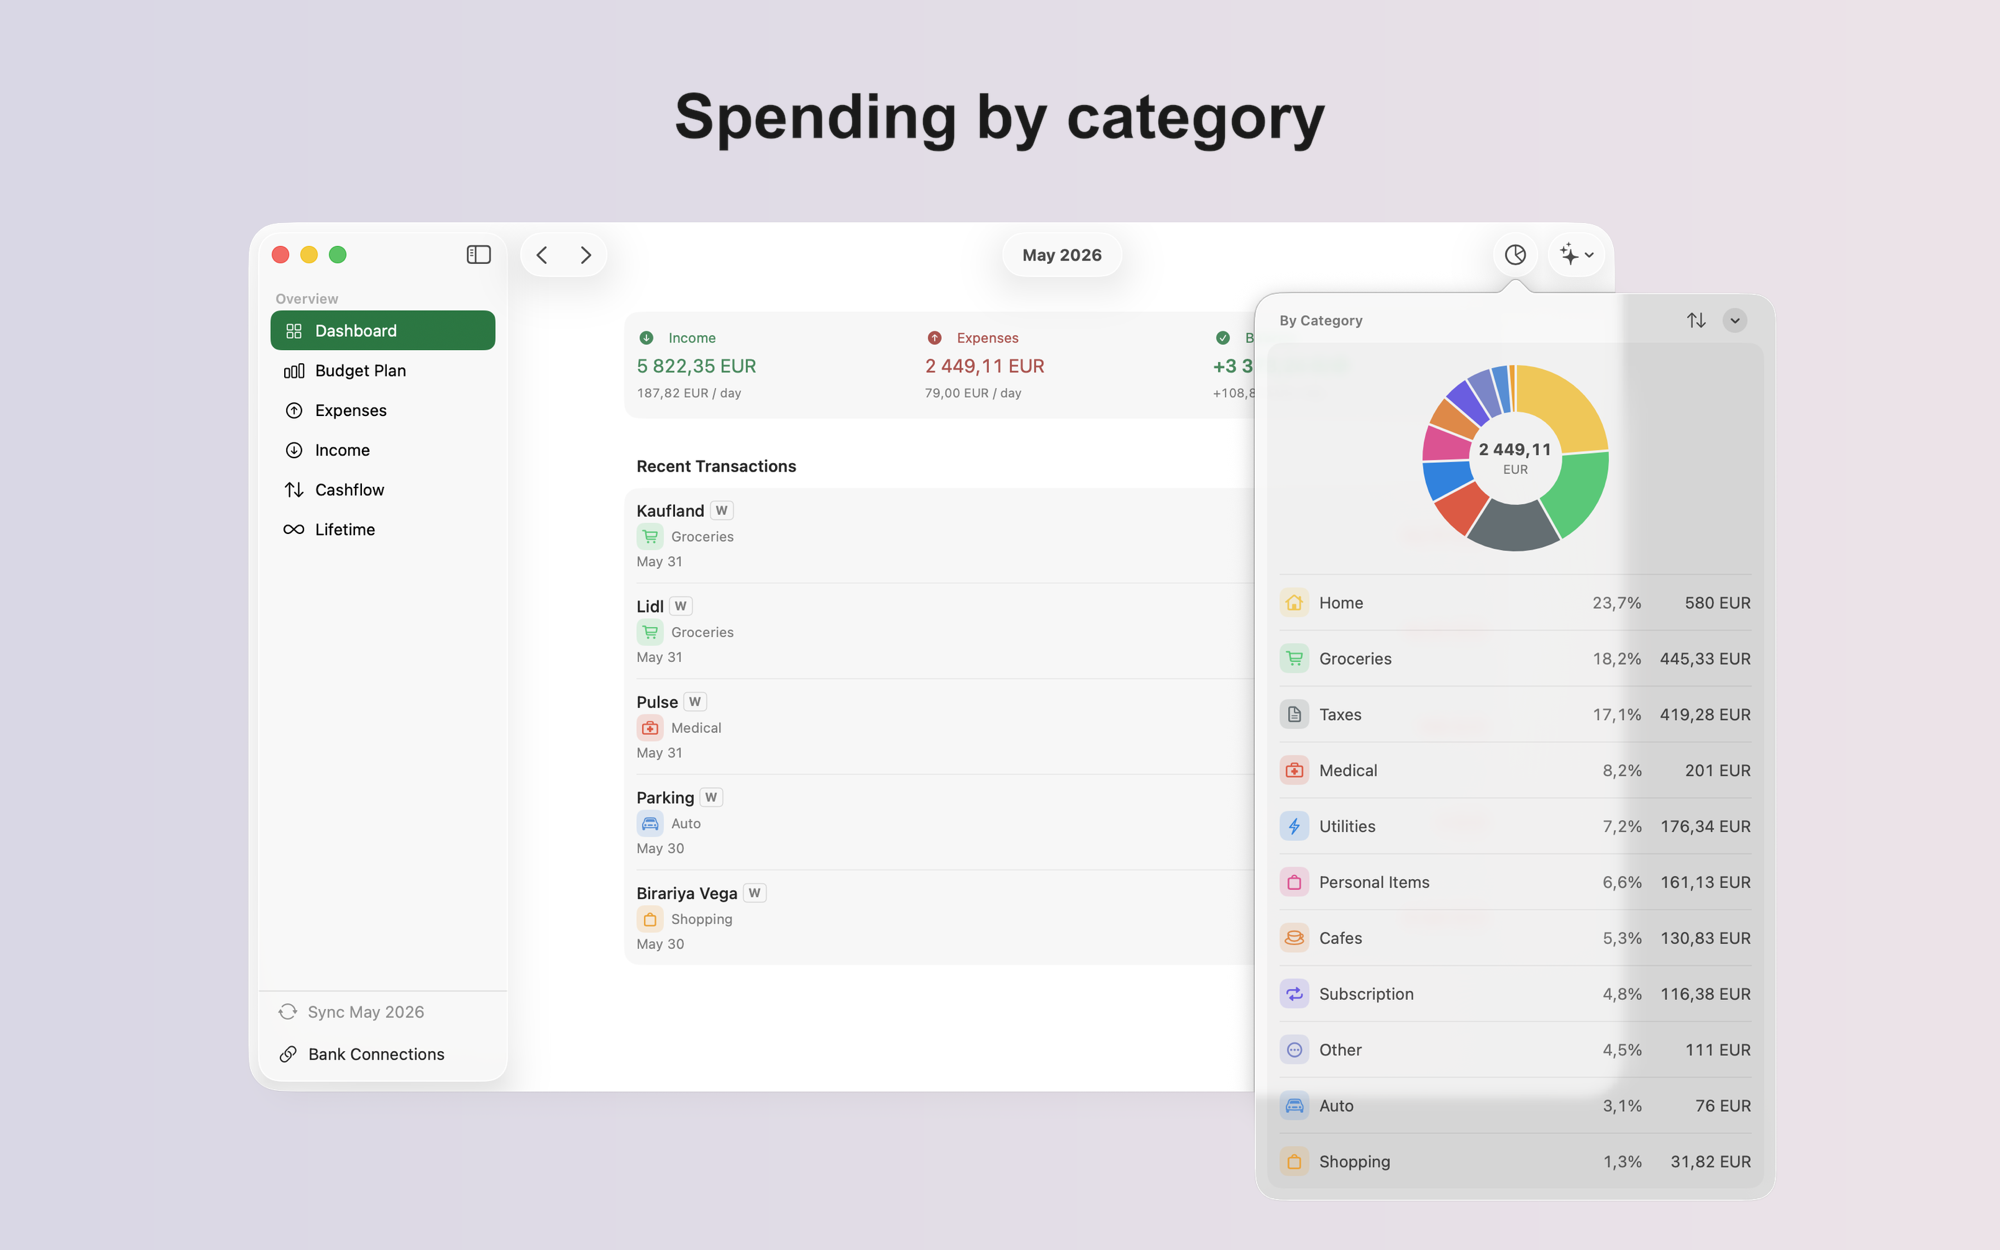 Spending by category
May 2026
Overview
Dashboard
Budget Plan
Expenses
Income
Cashflow
Lifetime
Sync May 2026
Bank Connections
Income
5 822,35 EUR
187,82 EUR / day
Expenses
2 449,11 EUR
79,00 EUR / day
B
+3 3
+108,8
Recent Transactions
Kaufland W
Groceries
May 31
Lidl W
Groceries
May 31
Pulse W
Medical
May 31
Parking W
Auto
May 30
Birariya Vega W
Shopping
May 30
By Category
2 449,11
EUR
Home 23,7% 580 EUR
Groceries 18,2% 445,33 EUR
Taxes 17,1% 419,28 EUR
Medical 8,2% 201 EUR
Utilities 7,2% 176,34 EUR
Personal Items 6,6% 161,13 EUR
Cafes 5,3% 130,83 EUR
Subscription 4,8% 116,38 EUR
Other 4,5% 111 EUR
Auto 3,1% 76 EUR
Shopping 1,3% 31,82 EUR